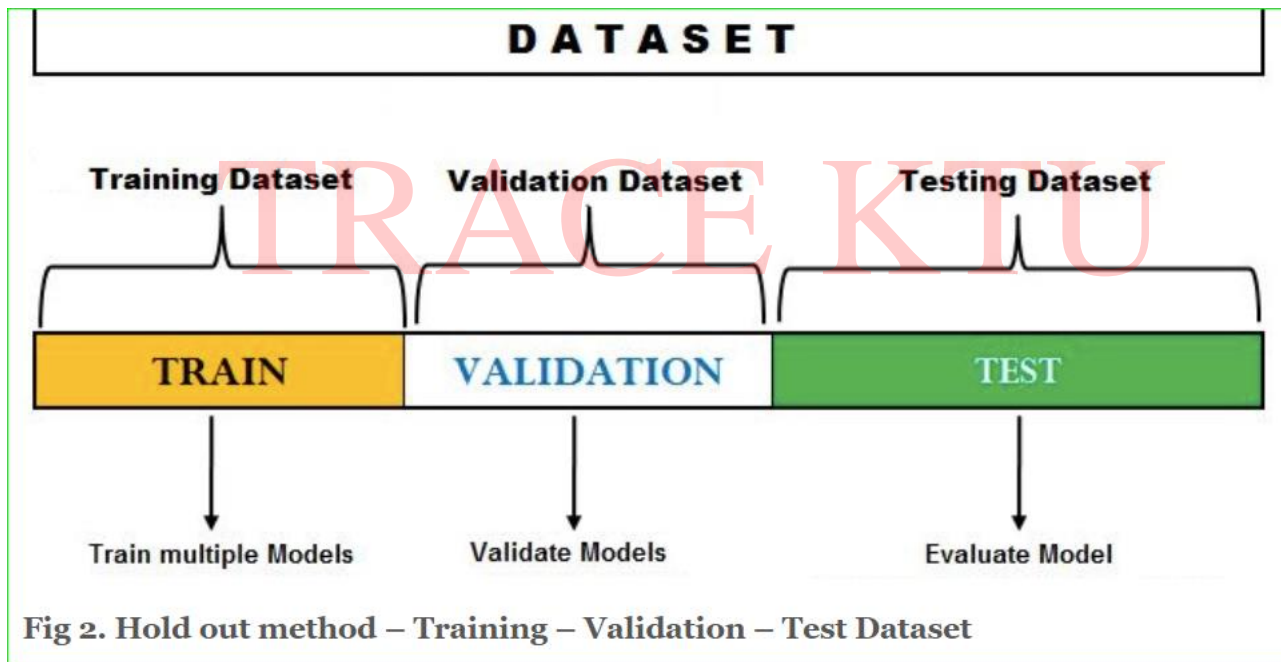 DATASET
Training Dataset Validation Dataset Testing Dataset
TRACE KTU
TRAIN VALIDATION TEST
Train multiple Models Validate Models Evaluate Model
Fig 2. Hold out method – Training – Validation – Test Dataset